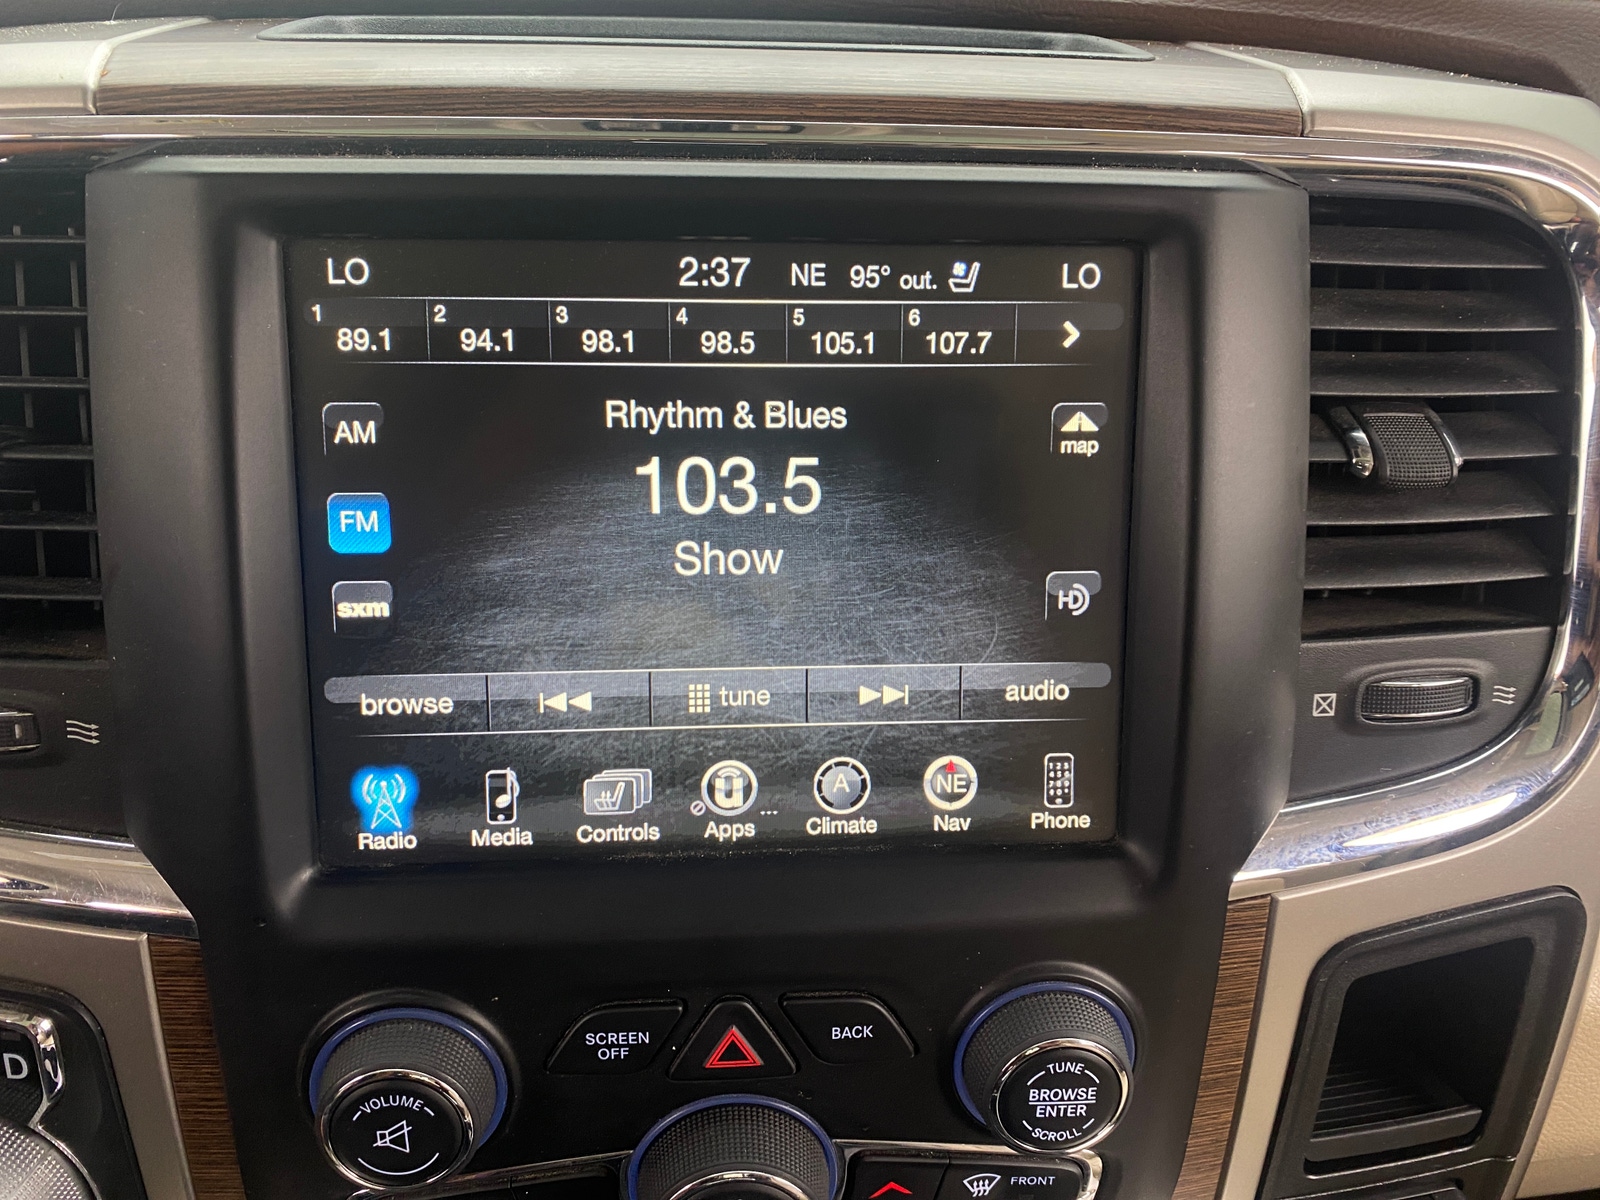 LO 2:37 NE 95° out. LO
1 89.1 2 94.1 3 98.1 4 98.5 5 105.1 6 107.7
Rhythm & Blues
AM
map
103.5
FM
Show
sxm
HD
browse tune audio
A NE
Radio Media Controls Apps ... Climate Nav Phone
SCREEN OFF
BACK
VOLUME
TUNE
BROWSE
ENTER
SCROLL
D
FRONT